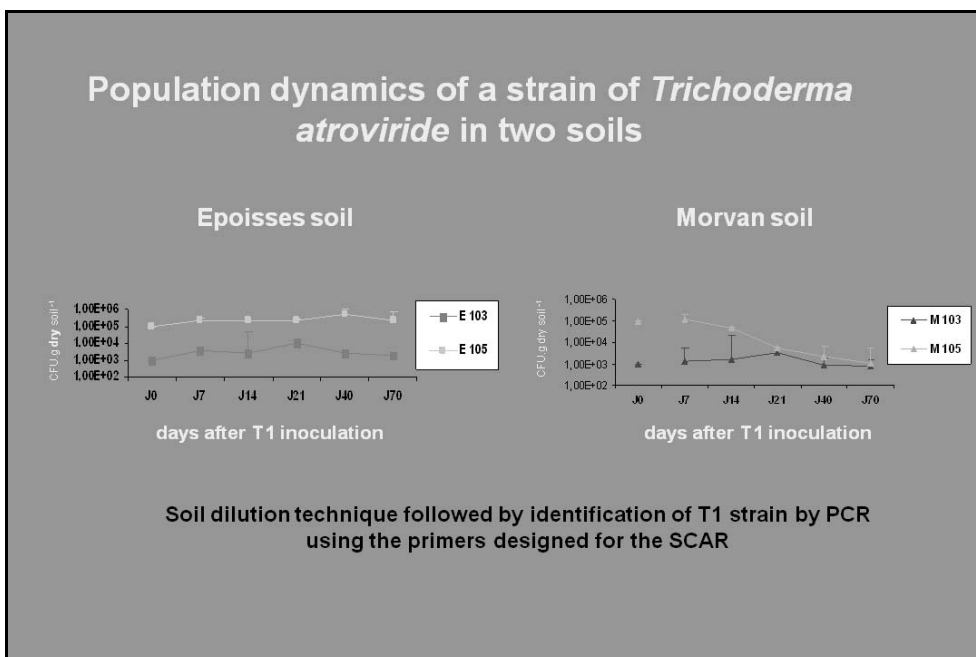 Population dynamics of a strain of Trichoderma
atroviride in two soils
Epoisses soil
Morvan soil
CFU.g dry soil-1
1,00E+06
1,00E+05
1,00E+04
1,00E+03
1,00E+02
J0 J7 J14 J21 J40 J70
days after T1 inoculation
E 103
E 105
CFU.g dry soil-1
1,00E+06
1,00E+05
1,00E+04
1,00E+03
1,00E+02
J0 J7 J14 J21 J40 J70
days after T1 inoculation
M 103
M 105
Soil dilution technique followed by identification of T1 strain by PCR
using the primers designed for the SCAR